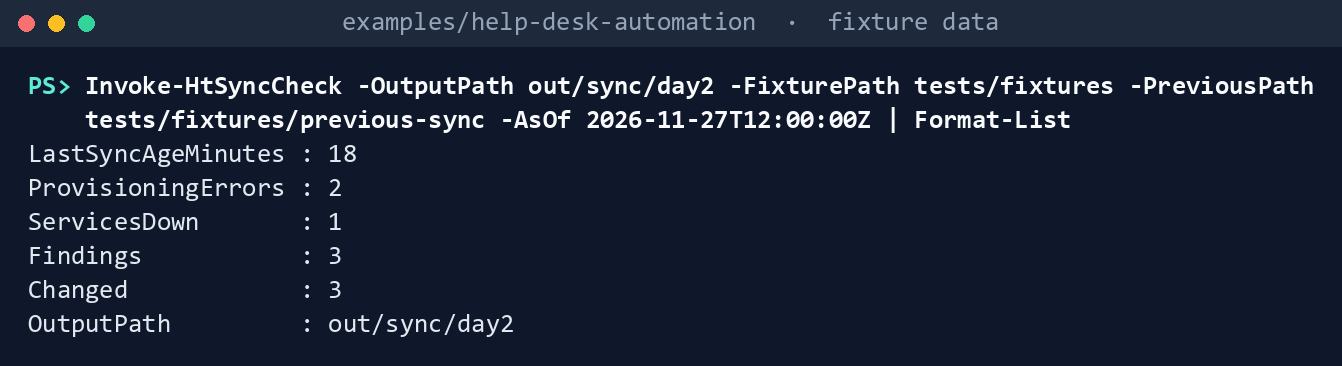 examples/help-desk-automation · fixture data
PS> Invoke-HtSyncCheck -OutputPath out/sync/day2 -FixturePath tests/fixtures -PreviousPath
tests/fixtures/previous-sync -AsOf 2026-11-27T12:00:00Z | Format-List
LastSyncAgeMinutes : 18
ProvisioningErrors : 2
ServicesDown       : 1
Findings           : 3
Changed            : 3
OutputPath         : out/sync/day2